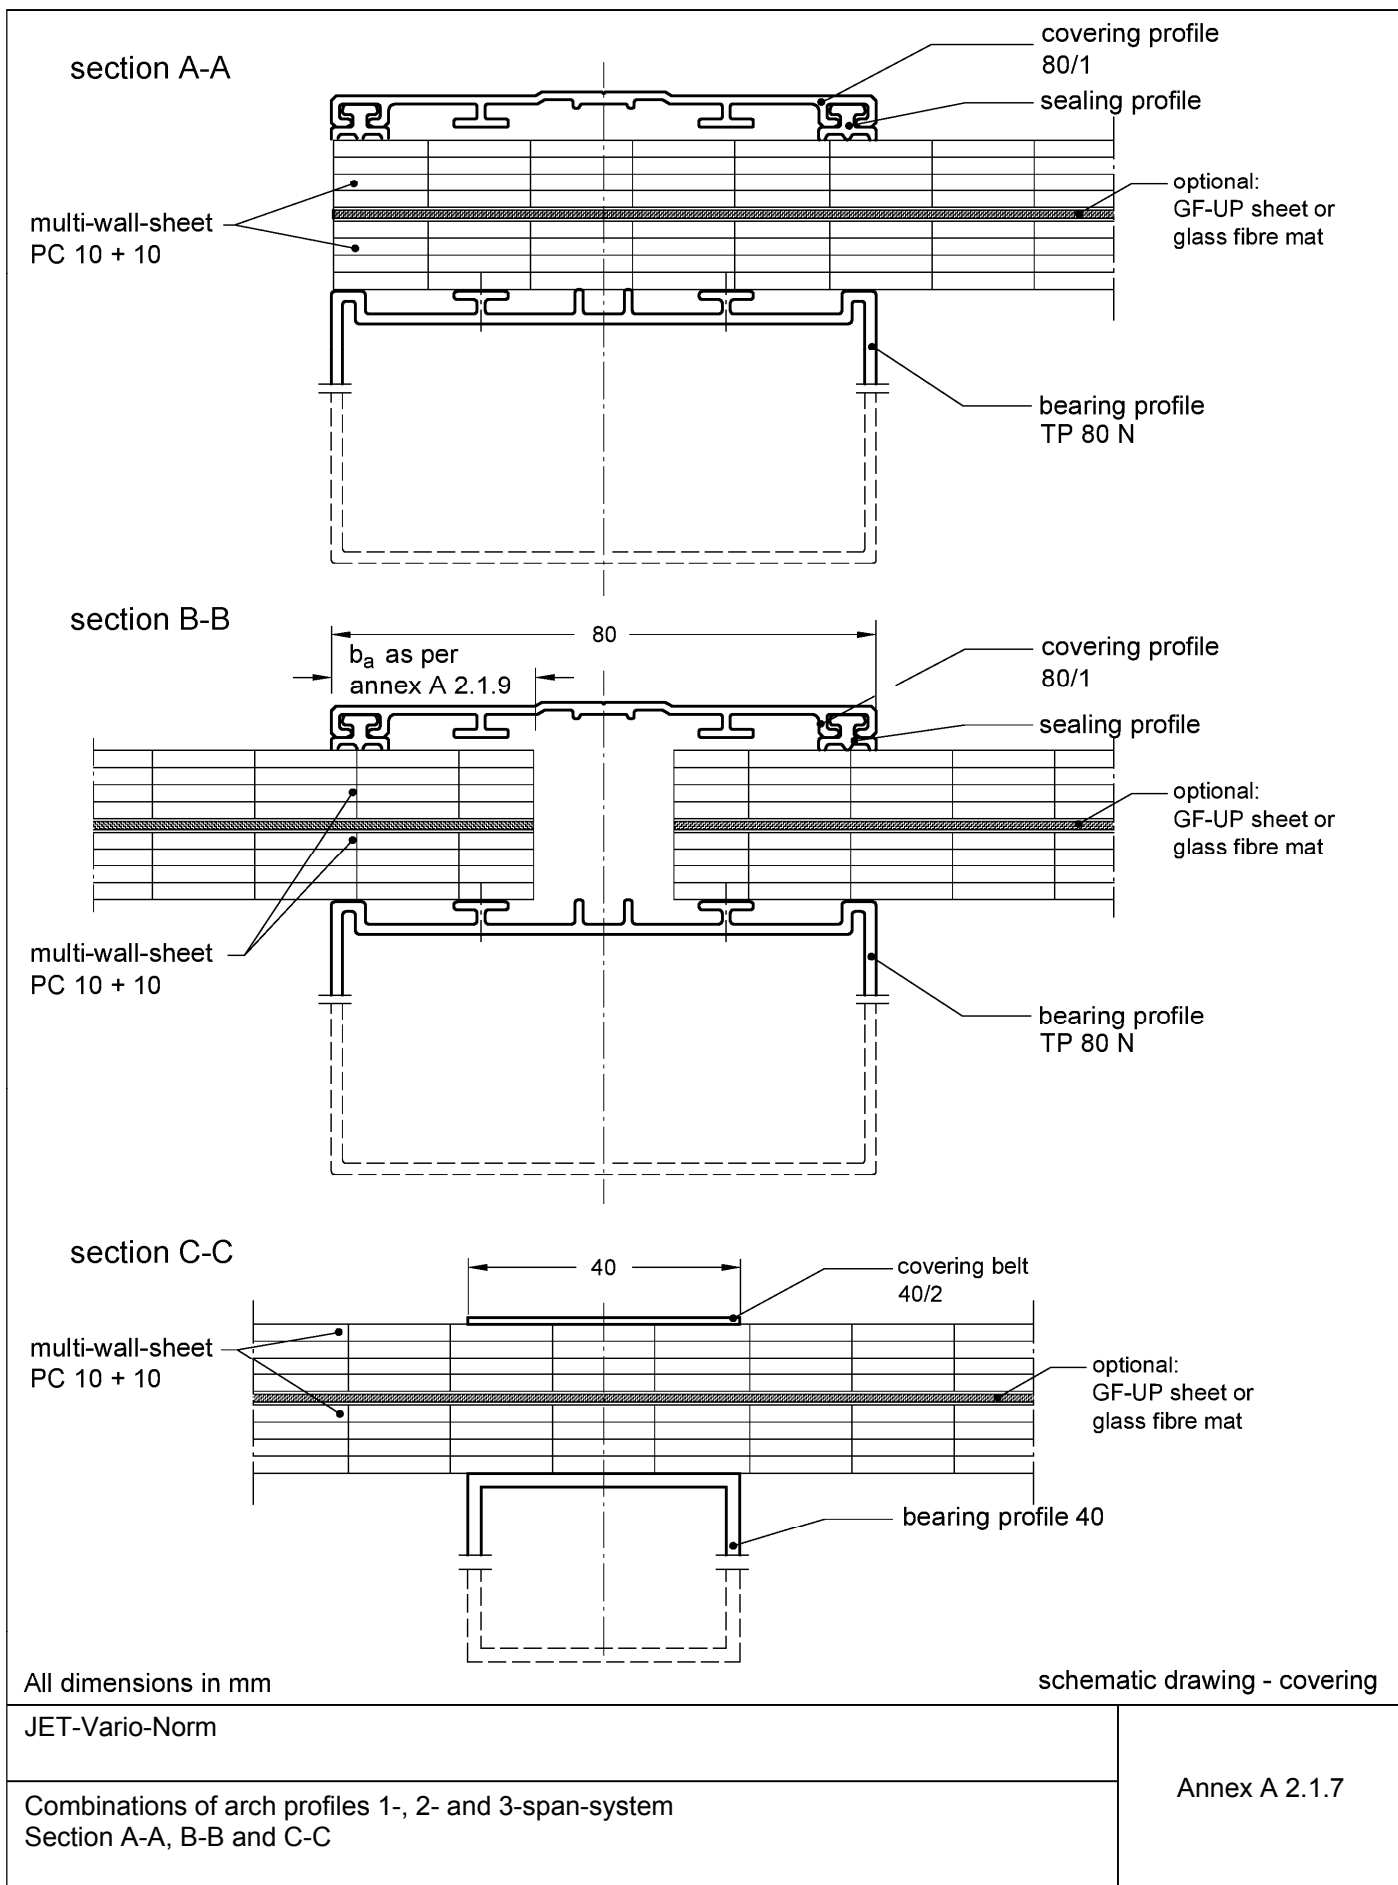 section A-A
covering profile
80/1
sealing profile
optional:
GF-UP sheet or
glass fibre mat
multi-wall-sheet
PC 10 + 10
bearing profile
TP 80 N
section B-B
80
ba as per
annex A 2.1.9
covering profile
80/1
sealing profile
optional:
GF-UP sheet or
glass fibre mat
multi-wall-sheet
PC 10 + 10
bearing profile
TP 80 N
section C-C
40
covering belt
40/2
multi-wall-sheet
PC 10 + 10
optional:
GF-UP sheet or
glass fibre mat
bearing profile 40
All dimensions in mm
schematic drawing - covering
JET-Vario-Norm
Combinations of arch profiles 1-, 2- and 3-span-system
Section A-A, B-B and C-C
Annex A 2.1.7